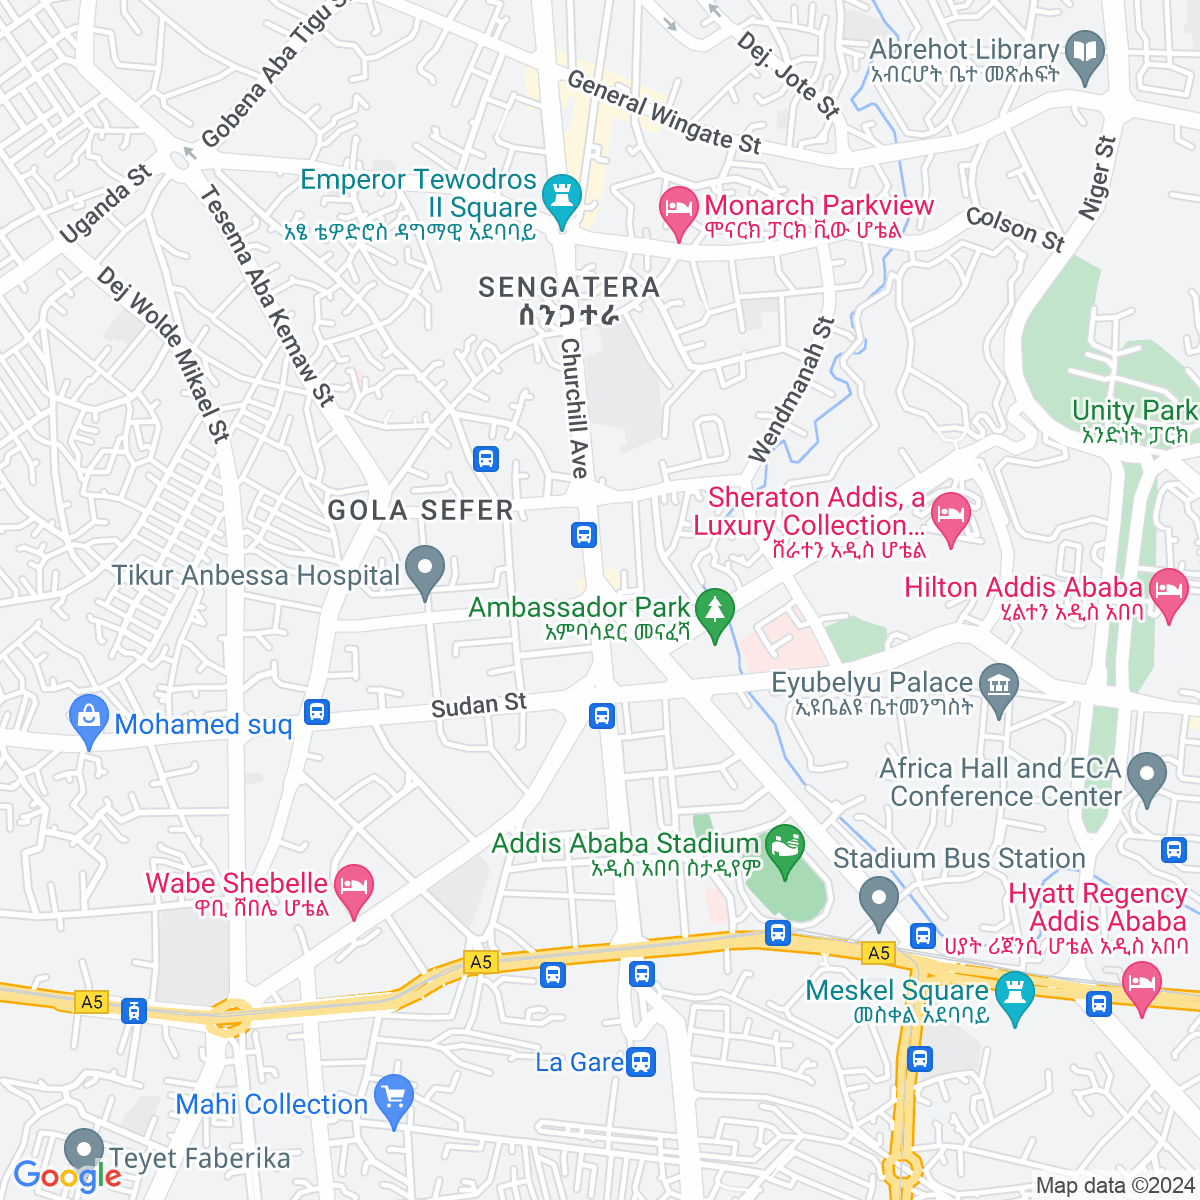 Gobena Aba Tigu St
Dej. Jote St
Abrehot Library
አብርሆት ቤተ መጽሐፍት
General Wingate St
Uganda St
Niger St
Tesema Aba Kemaw St
Emperor Tewodros
II Square
አፄ ቴዎድሮስ ዳግማዊ አደባባይ
Monarch Parkview
ሞናርክ ፓርክ ቪው ሆቴል
Colson St
Dej Wolde Mikael St
SENGATERA
ሰንጋተራ
Churchill Ave
Wendmanah St
Unity Park
አንድነት ፓርክ
GOLA SEFER
Sheraton Addis, a
Luxury Collection...
ሸራተን አዲስ ሆቴል
Tikur Anbessa Hospital
Hilton Addis Ababa
ሂልተን አዲስ አበባ
Ambassador Park
አምባሳደር መናፈሻ
Eyubelyu Palace
ኢዩቤልዩ ቤተመንግስት
Sudan St
Mohamed suq
Africa Hall and ECA
Conference Center
Addis Ababa Stadium
አዲስ አበባ ስታዲየም
Stadium Bus Station
Wabe Shebelle
ዋቢ ሸበሌ ሆቴል
Hyatt Regency
Addis Ababa
ሀያት ሪጀንሲ ሆቴል አዲስ አበባ
A5
A5
A5
Meskel Square
መስቀል አደባባይ
La Gare
Mahi Collection
Teyet Faberika
Google
Map data ©2024